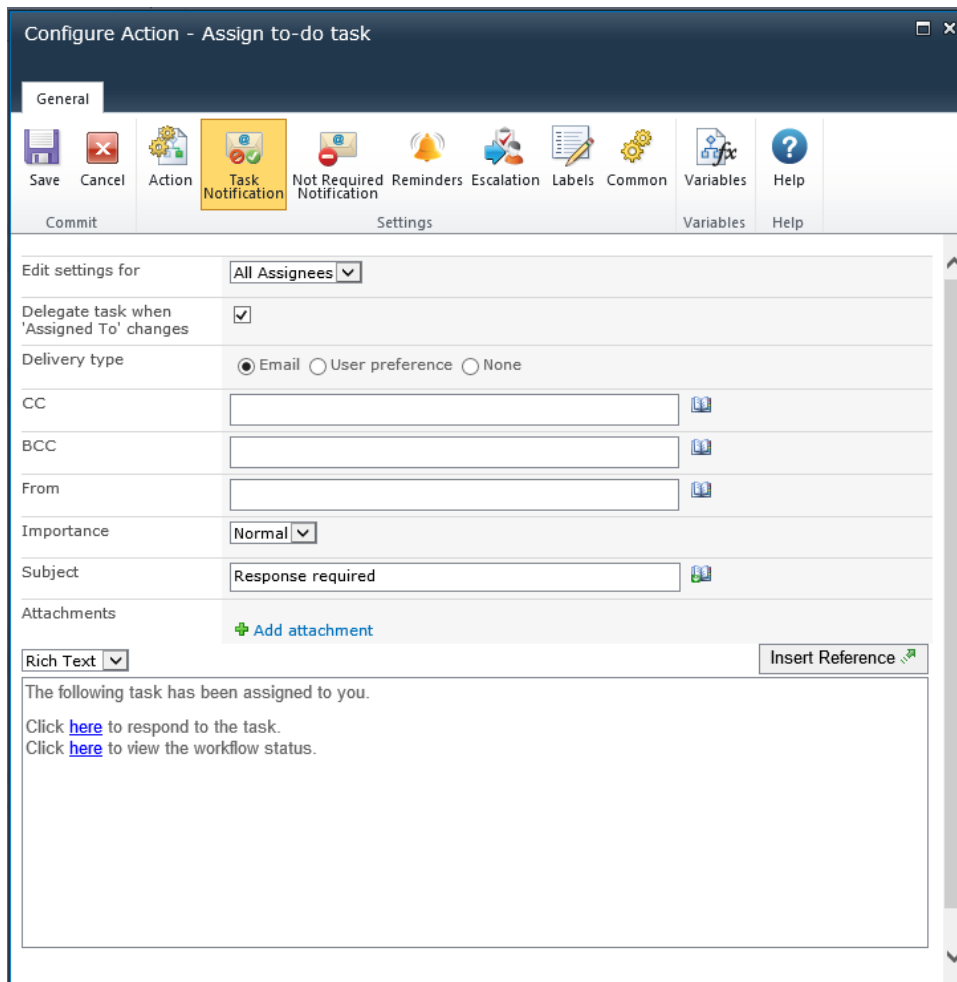 Configure Action - Assign to-do task
General
Save Cancel Action Task Notification Not Required Notification Reminders Escalation Labels Common Variables Help
Commit Settings Variables Help
Edit settings for All Assignees
Delegate task when
'Assigned To' changes
Delivery type Email User preference None
CC
BCC
From
Importance Normal
Subject Response required
Attachments
Add attachment
Rich Text Insert Reference
The following task has been assigned to you.
Click here to respond to the task.
Click here to view the workflow status.